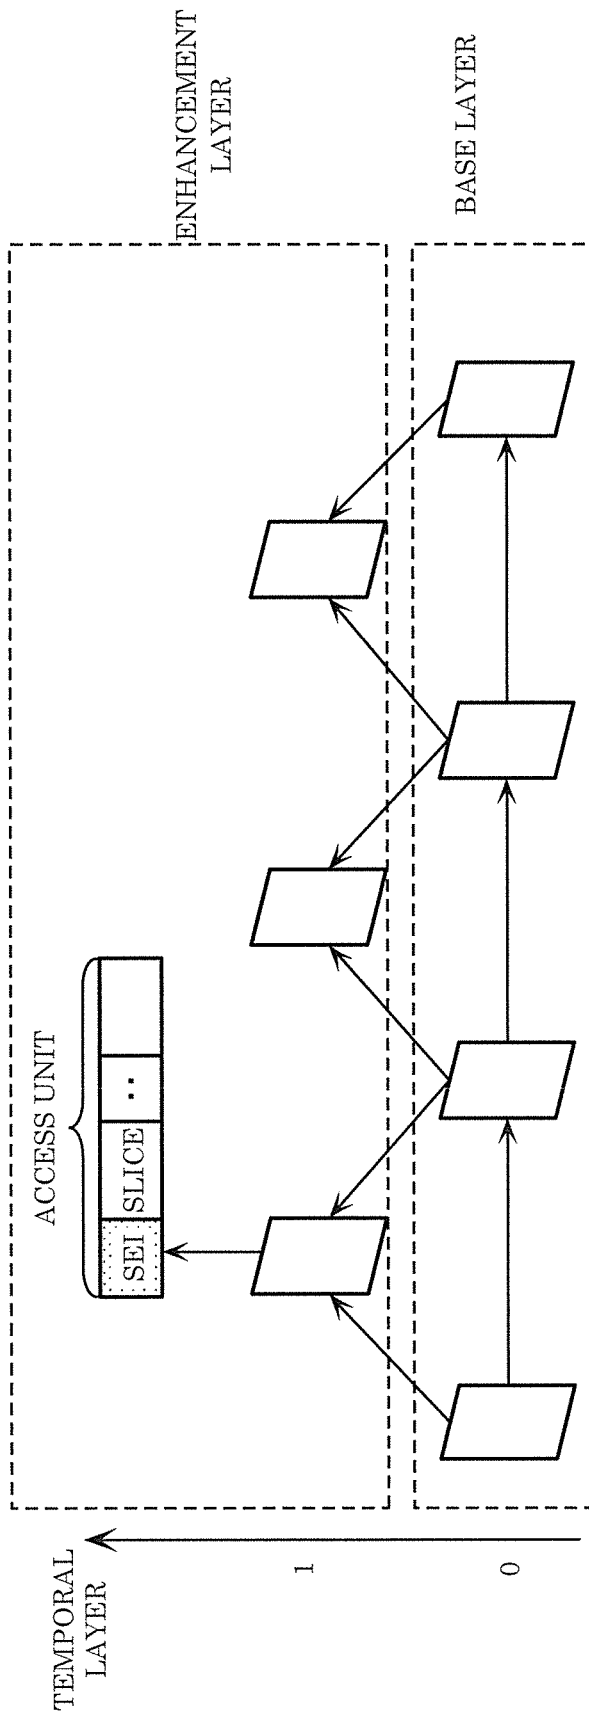 TEMPORAL
LAYER
1
0
ACCESS UNIT
SEI
SLICE
..
ENHANCEMENT
LAYER
BASE LAYER